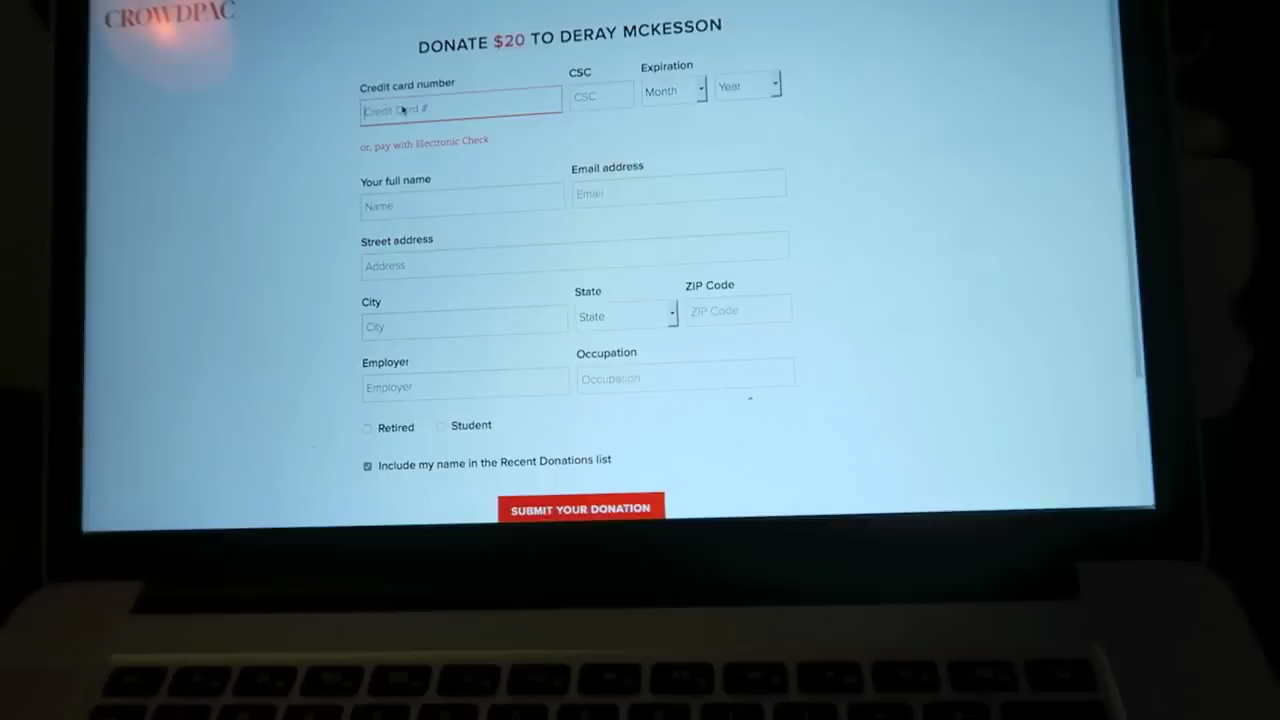 CROWDPAC
DONATE $20 TO DERAY MCKESSON
Credit card number CSC Expiration
Credit Card # CSC Month Year
or, pay with Electronic Check
Your full name Email address
Name Email
Street address
Address
City State ZIP Code
City State ZIP Code
Employer Occupation
Employer Occupation
Retired Student
Include my name in the Recent Donations list
SUBMIT YOUR DONATION